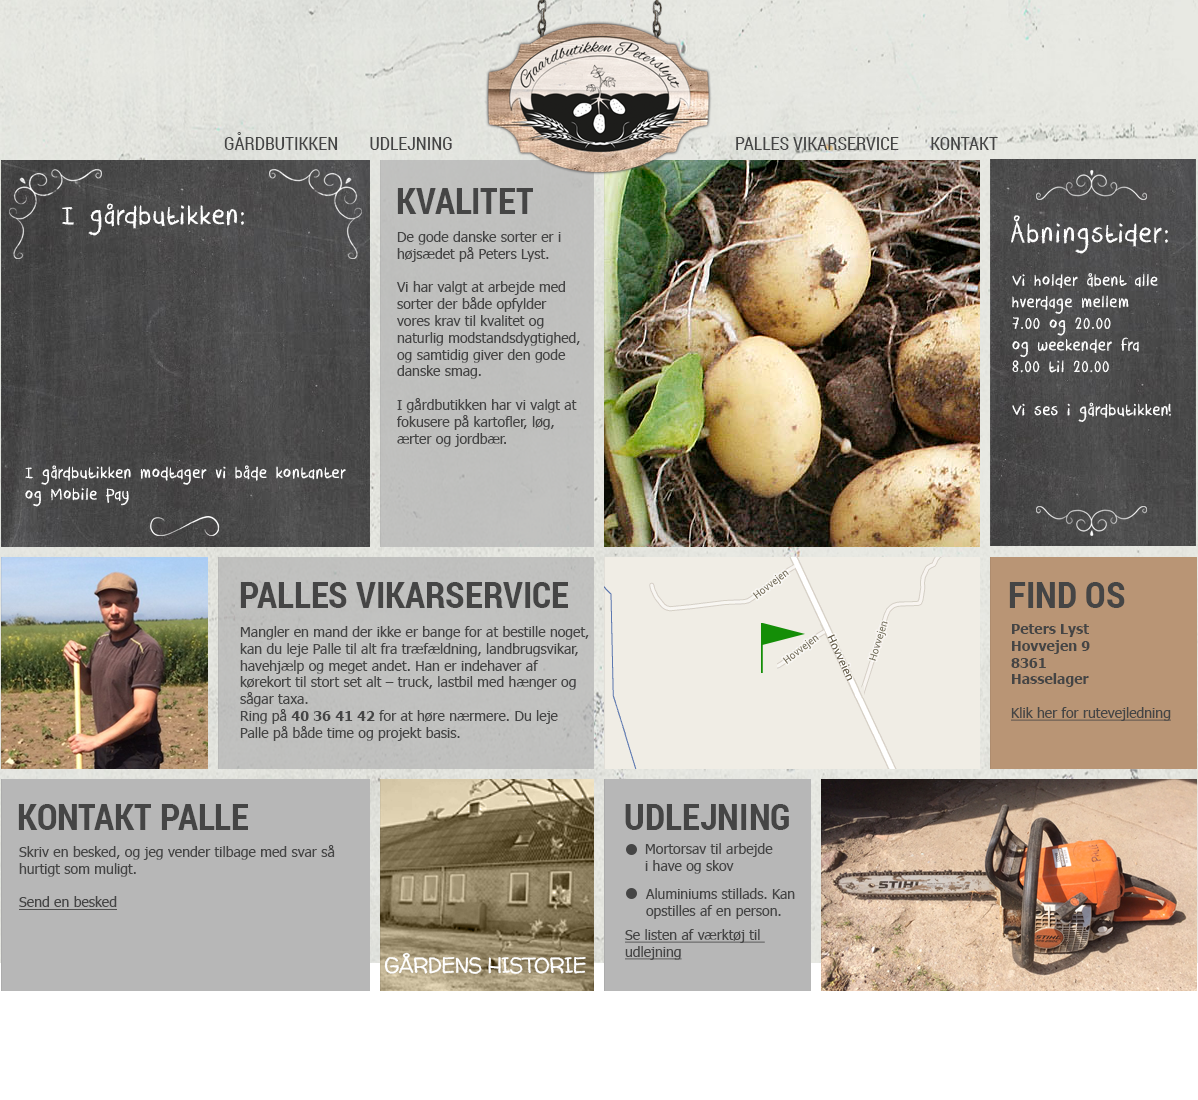 Gaardbutikken Peterslyst
GÅRDBUTIKKEN
UDLEJNING
PALLES VIKARSERVICE
KONTAKT
I gårdbutikken:
I gårdbutikken modtager vi både kontanter
og Mobile Pay
KVALITET
De gode danske sorter er i
højsædet på Peters Lyst.
Vi har valgt at arbejde med
sorter der både opfylder
vores krav til kvalitet og
naturlig modstandsdygtighed,
og samtidig giver den gode
danske smag.
I gårdbutikken har vi valgt at
fokusere på kartofler, løg,
ærter og jordbær.
Åbningstider:
Vi holder åbent alle
hverdage mellem
7.00 og 20.00
og weekender fra
8.00 til 20.00
Vi ses i gårdbutikken!
PALLES VIKARSERVICE
Mangler en mand der ikke er bange for at bestille noget,
kan du leje Palle til alt fra træfældning, landbrugsvikar,
havehjælp og meget andet. Han er indehaver af
kørekort til stort set alt – truck, lastbil med hænger og
sågar taxa.
Ring på 40 36 41 42 for at høre nærmere. Du leje
Palle på både time og projekt basis.
Hovvejen
Hovvejen
Hovvejen
Hovvejen
FIND OS
Peters Lyst
Hovvejen 9
8361
Hasselager
Klik her for rutevejledning
KONTAKT PALLE
Skriv en besked, og jeg vender tilbage med svar så
hurtigt som muligt.
Send en besked
GÅRDENS HISTORIE
UDLEJNING
Mortorsav til arbejde
i have og skov
Aluminiums stillads. Kan
opstilles af en person.
Se listen af værktøj til
udlejning
STIHL
STIHL